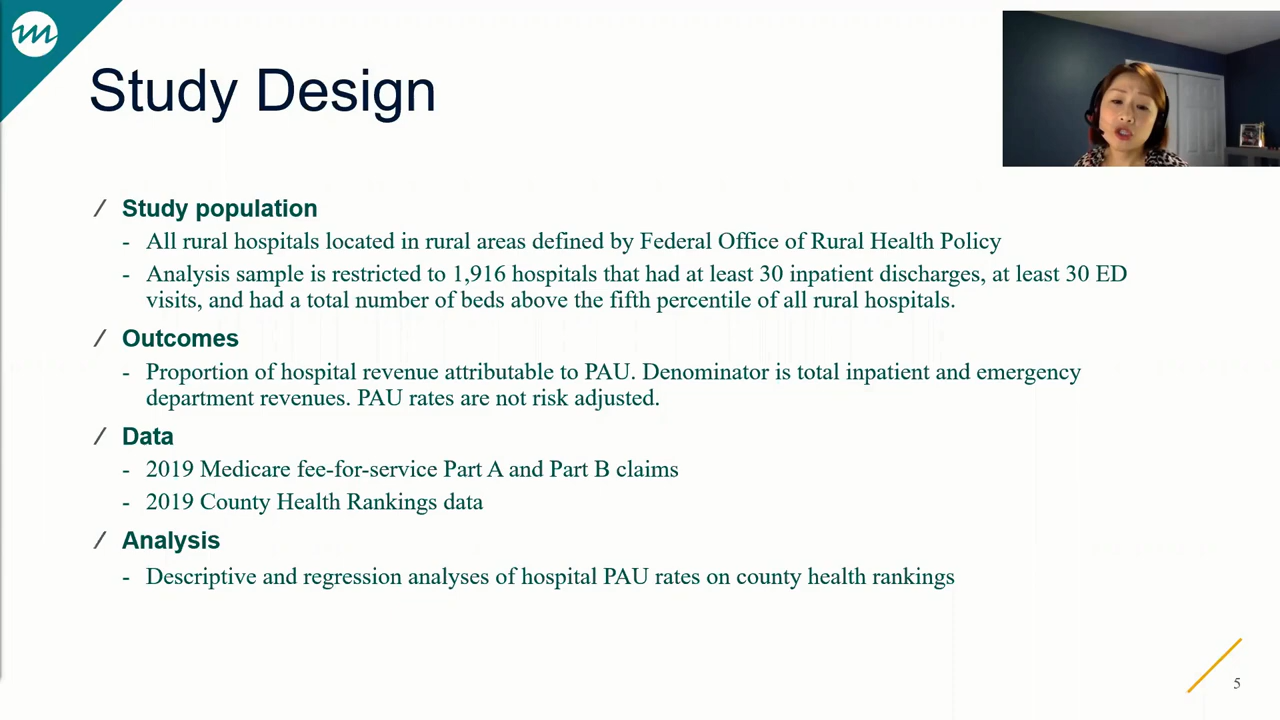 Study Design
/ Study population
- All rural hospitals located in rural areas defined by Federal Office of Rural Health Policy
- Analysis sample is restricted to 1,916 hospitals that had at least 30 inpatient discharges, at least 30 ED
visits, and had a total number of beds above the fifth percentile of all rural hospitals.
/ Outcomes
- Proportion of hospital revenue attributable to PAU. Denominator is total inpatient and emergency
department revenues. PAU rates are not risk adjusted.
/ Data
- 2019 Medicare fee-for-service Part A and Part B claims
- 2019 County Health Rankings data
/ Analysis
- Descriptive and regression analyses of hospital PAU rates on county health rankings
5